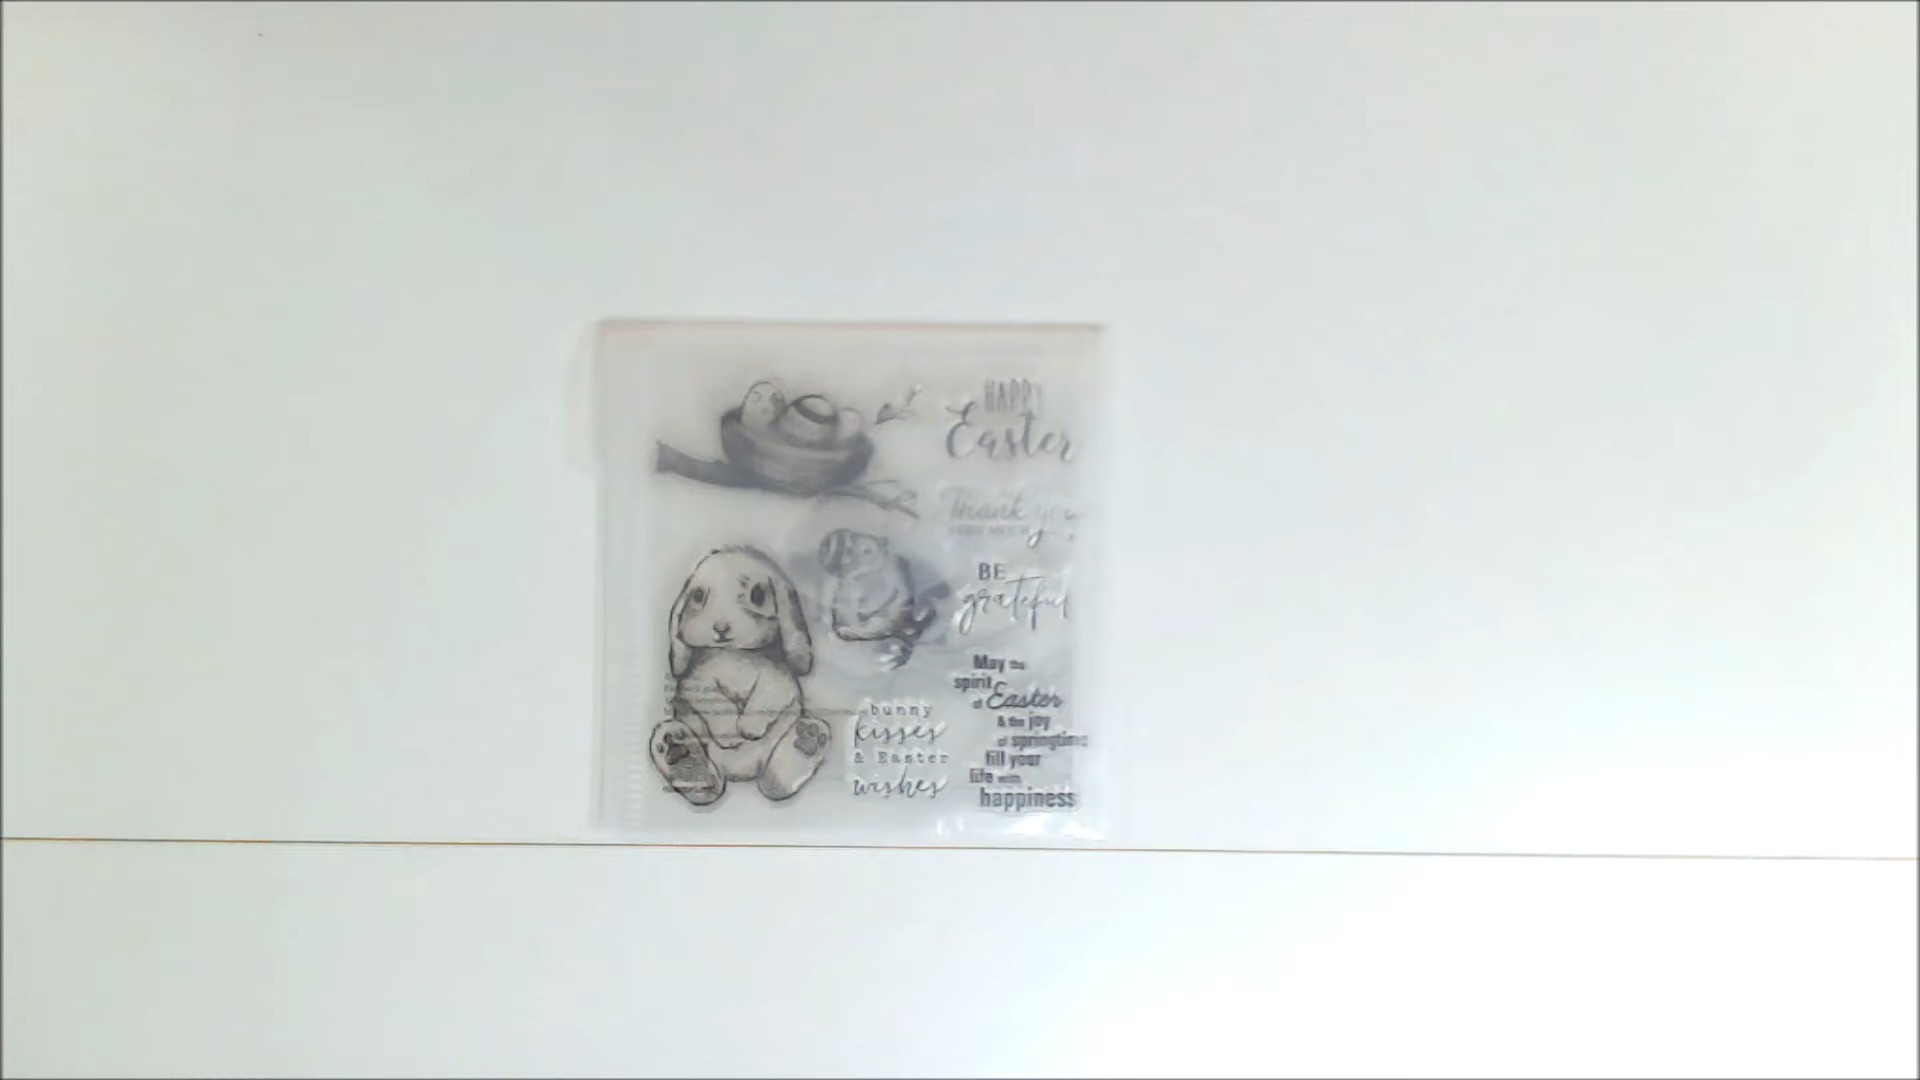 HAPPY
Easter
Thank you
BE
grateful
May the
spirit
of Easter
& the joy
of springtime
fill your
life with
happiness
bunny
kisses
& Easter
wishes